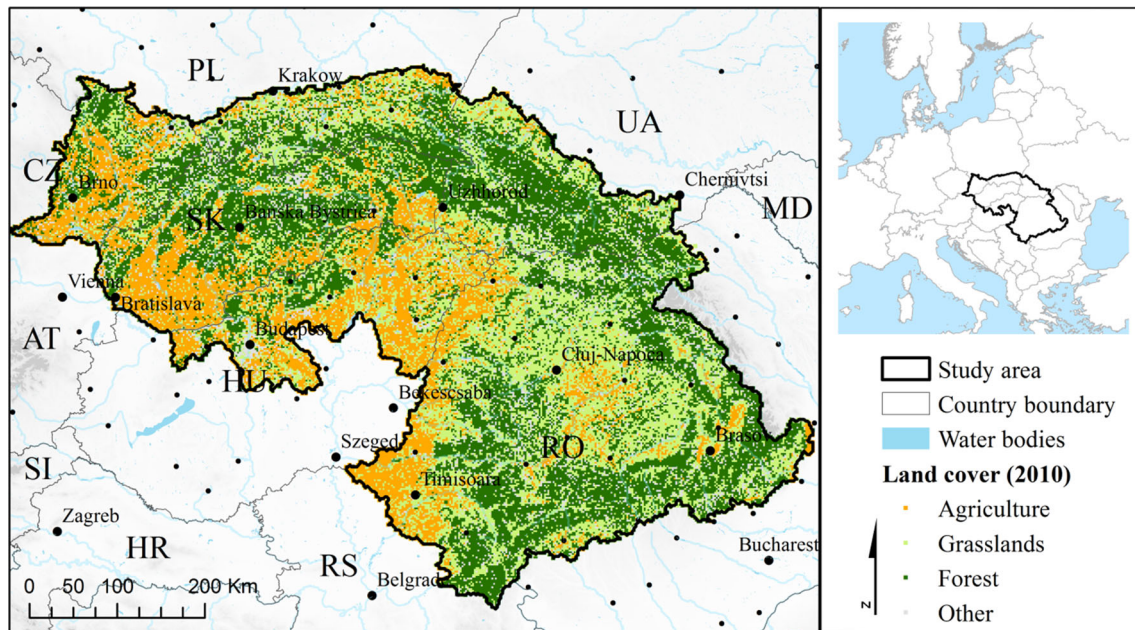 PL
Krakow
UA
CZ
Brno
Uzhhorod
Chernivtsi
MD
SK
Banska Bystrica
Vienna
Bratislava
AT
Budapest
Cluj-Napoca
HU
Bekescsaba
Szeged
RO
Brasov
SI
Timisoara
Zagreb
HR
RS
Bucharest
Belgrade
0 50 100 200 Km
Study area
Country boundary
Water bodies
Land cover (2010)
Agriculture
Grasslands
Forest
Other
N